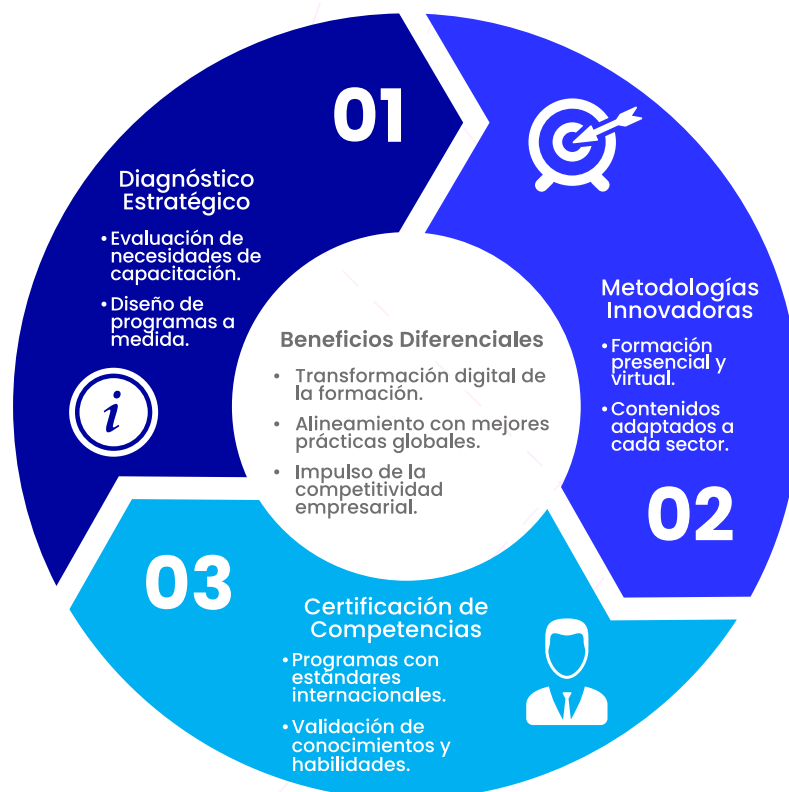 01
Diagnóstico
Estratégico
• Evaluación de
necesidades de
capacitación.
• Diseño de
programas a
medida.
i
Metodologías
Innovadoras
• Formación
presencial y
virtual.
• Contenidos
adaptados a
cada sector.
02
03
Certificación de
Competencias
• Programas con
estándares
internacionales.
• Validación de
conocimientos y
habilidades.
Beneficios Diferenciales
• Transformación digital de
la formación.
• Alineamiento con mejores
prácticas globales.
• Impulso de la
competitividad
empresarial.